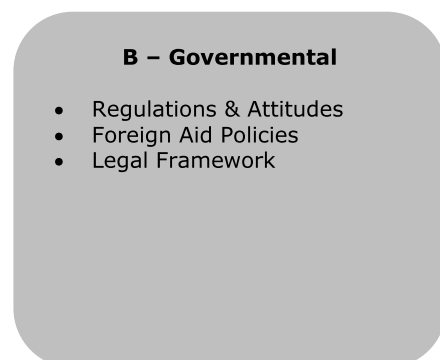 B – Governmental
• Regulations & Attitudes
• Foreign Aid Policies
• Legal Framework